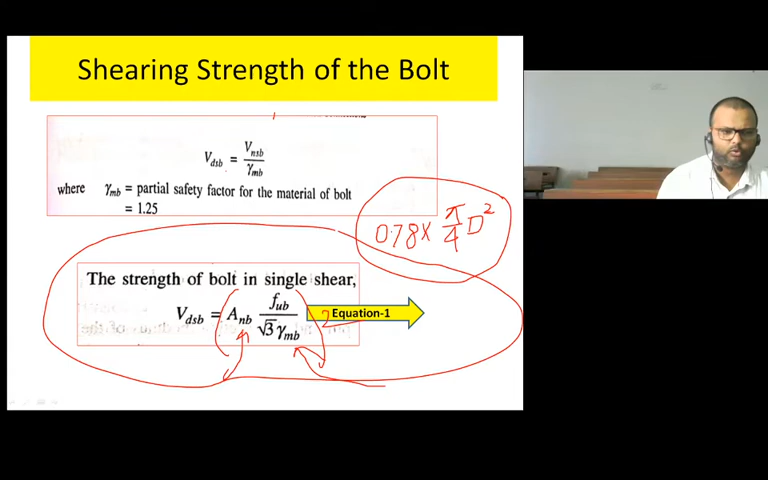 Shearing Strength of the Bolt
V_dsb = V_nsb / γ_mb
where γ_mb = partial safety factor for the material of bolt
= 1.25
0.78 × π/4 D²
The strength of bolt in single shear,
V_dsb = A_nb f_ub / √3 γ_mb
Equation-1